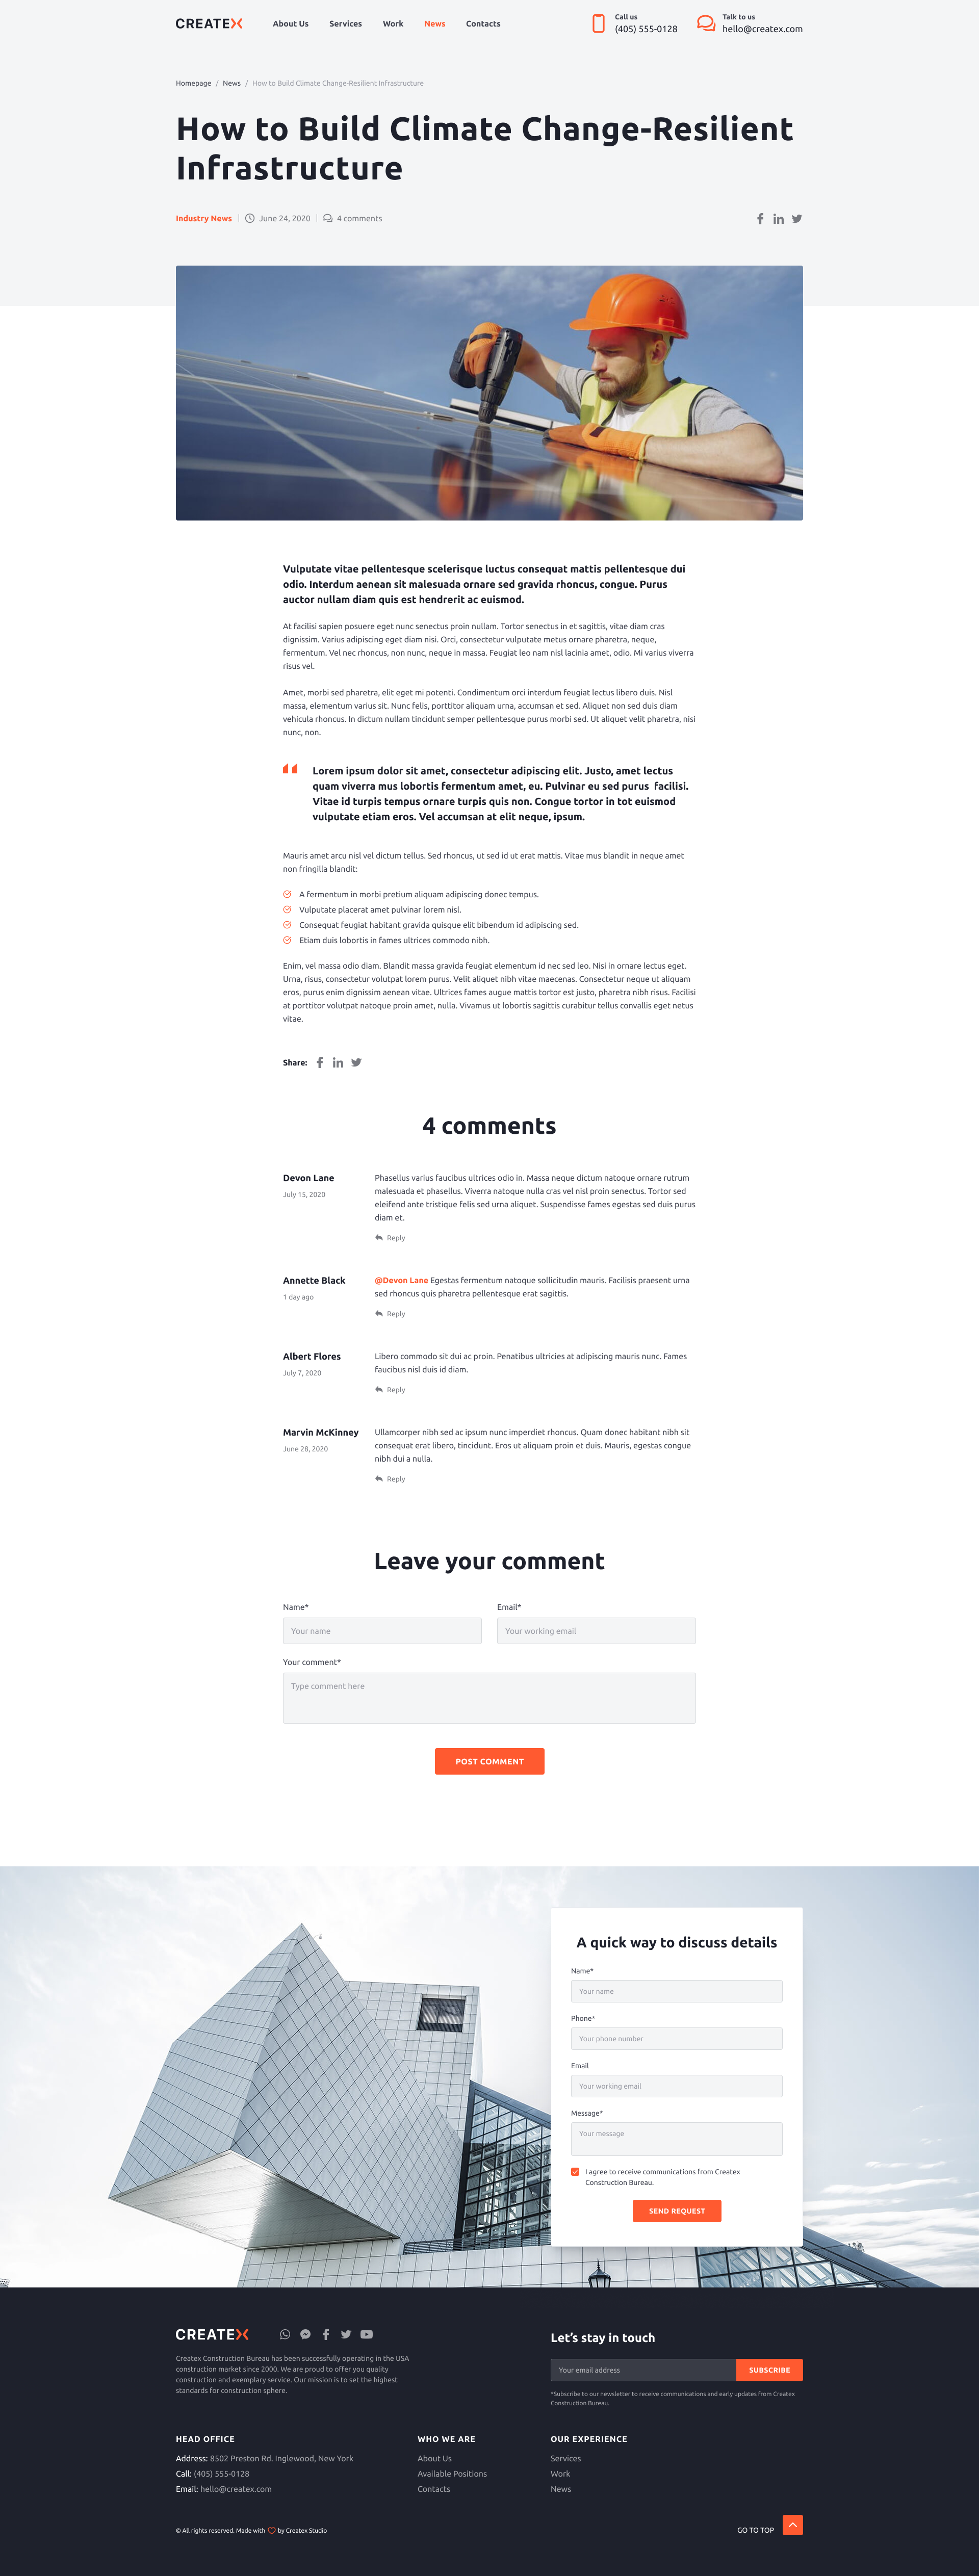 CREATEX
About Us
Services
Work
News
Contacts
Call us
(405) 555-0128
Talk to us
hello@createx.com
Homepage / News / How to Build Climate Change-Resilient Infrastructure
How to Build Climate Change-Resilient
Infrastructure
Industry News | June 24, 2020 | 4 comments
Vulputate vitae pellentesque scelerisque luctus consequat mattis pellentesque dui
odio. Interdum aenean sit malesuada ornare sed gravida rhoncus, congue. Purus
auctor nullam diam quis est hendrerit ac euismod.
At facilisi sapien posuere eget nunc senectus proin nullam. Tortor senectus in et sagittis, vitae diam cras
dignissim. Varius adipiscing eget diam nisi. Orci, consectetur vulputate metus ornare pharetra, neque,
fermentum. Vel nec rhoncus, non nunc, neque in massa. Feugiat leo nam nisl lacinia amet, odio. Mi varius viverra
risus vel.
Amet, morbi sed pharetra, elit eget mi potenti. Condimentum orci interdum feugiat lectus libero duis. Nisl
massa, elementum varius sit. Nunc felis, porttitor aliquam urna, accumsan et sed. Aliquet non sed duis diam
vehicula rhoncus. In dictum nullam tincidunt semper pellentesque purus morbi sed. Ut aliquet velit pharetra, nisi
nunc, non.
Lorem ipsum dolor sit amet, consectetur adipiscing elit. Justo, amet lectus
quam viverra mus lobortis fermentum amet, eu. Pulvinar eu sed purus facilisi.
Vitae id turpis tempus ornare turpis quis non. Congue tortor in tot euismod
vulputate etiam eros. Vel accumsan at elit neque, ipsum.
Mauris amet arcu nisl vel dictum tellus. Sed rhoncus, ut sed id ut erat mattis. Vitae mus blandit in neque amet
non fringilla blandit:
A fermentum in morbi pretium aliquam adipiscing donec tempus.
Vulputate placerat amet pulvinar lorem nisl.
Consequat feugiat habitant gravida quisque elit bibendum id adipiscing sed.
Etiam duis lobortis in fames ultrices commodo nibh.
Enim, vel massa odio diam. Blandit massa gravida feugiat elementum id nec sed leo. Nisi in ornare lectus eget.
Urna, risus, consectetur volutpat lorem purus. Velit aliquet nibh vitae maecenas. Consectetur neque ut aliquam
eros, purus enim dignissim aenean vitae. Ultrices fames augue mattis tortor est justo, pharetra nibh risus. Facilisi
at porttitor volutpat natoque proin amet, nulla. Vivamus ut lobortis sagittis curabitur tellus convallis eget netus
vitae.
Share:
4 comments
Devon Lane
July 15, 2020
Phasellus varius faucibus ultrices odio in. Massa neque dictum natoque ornare rutrum
malesuada et phasellus. Viverra natoque nulla cras vel nisl proin senectus. Tortor sed
eleifend ante tristique felis sed urna aliquet. Suspendisse fames egestas sed duis purus
diam et.
Reply
Annette Black
1 day ago
@Devon Lane Egestas fermentum natoque sollicitudin mauris. Facilisis praesent urna
sed rhoncus quis pharetra pellentesque erat sagittis.
Reply
Albert Flores
July 7, 2020
Libero commodo sit dui ac proin. Penatibus ultricies at adipiscing mauris nunc. Fames
faucibus nisl duis id diam.
Reply
Marvin McKinney
June 28, 2020
Ullamcorper nibh sed ac ipsum nunc imperdiet rhoncus. Quam donec habitant nibh sit
consequat erat libero, tincidunt. Eros ut aliquam proin et duis. Mauris, egestas congue
nibh dui a nulla.
Reply
Leave your comment
Name*
Email*
Your name
Your working email
Your comment*
Type comment here
POST COMMENT
A quick way to discuss details
Name*
Your name
Phone*
Your phone number
Email
Your working email
Message*
Your message
I agree to receive communications from Createx
Construction Bureau.
SEND REQUEST
CREATEX
Createx Construction Bureau has been successfully operating in the USA
construction market since 2000. We are proud to offer you quality
construction and exemplary service. Our mission is to set the highest
standards for construction sphere.
Let's stay in touch
Your email address
SUBSCRIBE
*Subscribe to our newsletter to receive communications and early updates from Createx
Construction Bureau.
HEAD OFFICE
Address: 8502 Preston Rd. Inglewood, New York
Call: (405) 555-0128
Email: hello@createx.com
WHO WE ARE
About Us
Available Positions
Contacts
OUR EXPERIENCE
Services
Work
News
© All rights reserved. Made with by Createx Studio
GO TO TOP